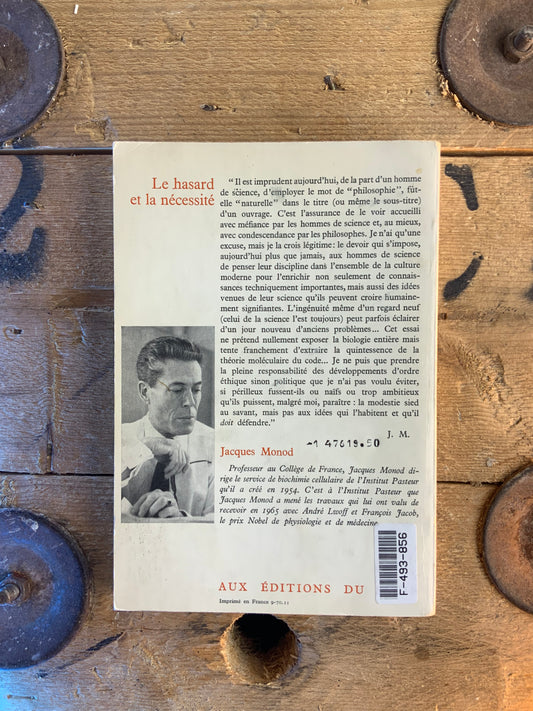 Le hasard
et la nécessité
“ Il est imprudent aujourd'hui, de la part d'un homme
de science, d'employer le mot de “philosophie”, fût-
elle “naturelle” dans le titre (ou même le sous-titre)
d'un ouvrage. C'est l'assurance de le voir accueilli
avec méfiance par les hommes de science et, au mieux,
avec condescendance par les philosophes. Je n'ai qu'une
excuse, mais je la crois légitime : le devoir qui s'impose,
aujourd'hui plus que jamais, aux hommes de science
de penser leur discipline dans l'ensemble de la culture
moderne pour l'enrichir non seulement de connais-
sances techniquement importantes, mais aussi des idées
venues de leur science qu'ils peuvent croire humaine-
ment signifiantes. L'ingénuité même d'un regard neuf
(celui de la science l'est toujours) peut parfois éclairer
d'un jour nouveau d'anciens problèmes... Cet essai
ne prétend nullement exposer la biologie entière mais
tente franchement d'extraire la quintessence de la
théorie moléculaire du code... Je ne puis que prendre
la pleine responsabilité des développements d'ordre
éthique sinon politique que je n'ai pas voulu éviter,
si périlleux fussent-ils ou naïfs ou trop ambitieux
qu'ils puissent, malgré moi, paraître : la modestie sied
au savant, mais pas aux idées qui l'habitent et qu'il
doit défendre.”
J. M.
-1 47619.50
Jacques Monod
Professeur au Collège de France, Jacques Monod di-
rige le service de biochimie cellulaire de l'Institut Pasteur
qu'il a créé en 1954. C'est à l'Institut Pasteur que
Jacques Monod a mené les travaux qui lui ont valu de
recevoir en 1965 avec André Lwoff et François Jacob,
le prix Nobel de physiologie et de médecine
AUX ÉDITIONS DU
Imprimé en France 9-70.11
F-493-856